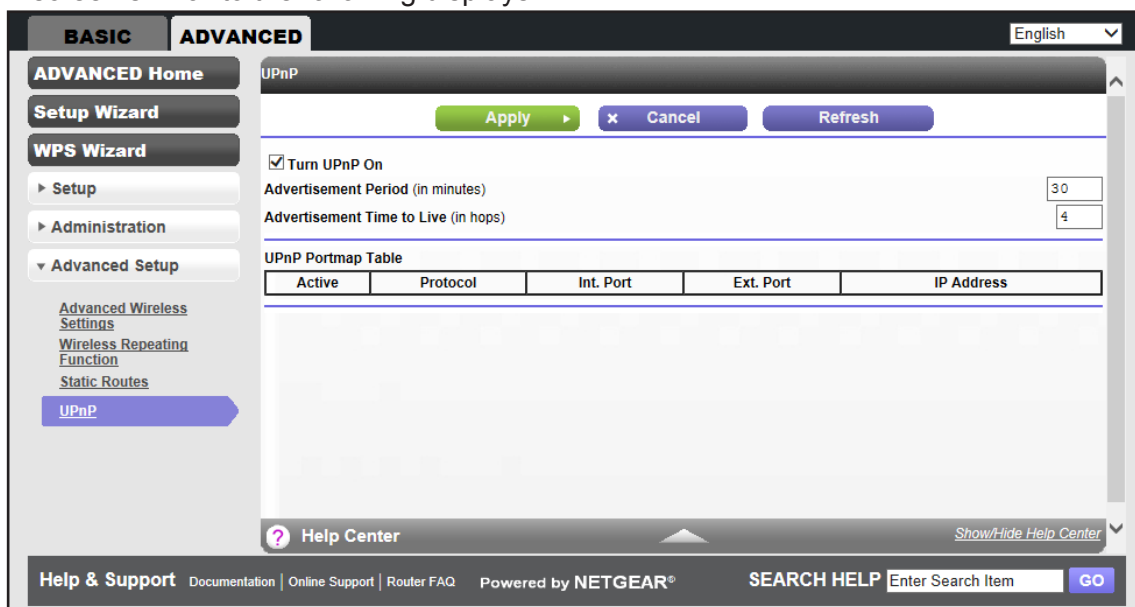 BASIC ADVANCED English
ADVANCED Home
Setup Wizard
WPS Wizard
Setup
Administration
Advanced Setup
Advanced Wireless
Settings
Wireless Repeating
Function
Static Routes
UPnP
UPnP
Apply Cancel Refresh
Turn UPnP On
Advertisement Period (in minutes) 30
Advertisement Time to Live (in hops) 4
UPnP Portmap Table
Active Protocol Int. Port Ext. Port IP Address
? Help Center Show/Hide Help Center
Help & Support Documentation | Online Support | Router FAQ Powered by NETGEAR® SEARCH HELP Enter Search Item GO